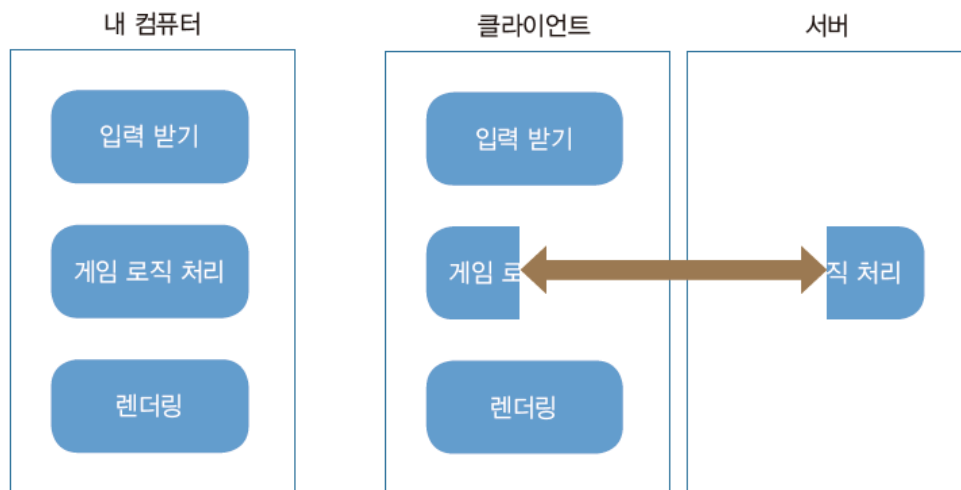 내 컴퓨터
클라이언트
서버
입력 받기
입력 받기
게임 로직 처리
게임 로
직 처리
렌더링
렌더링